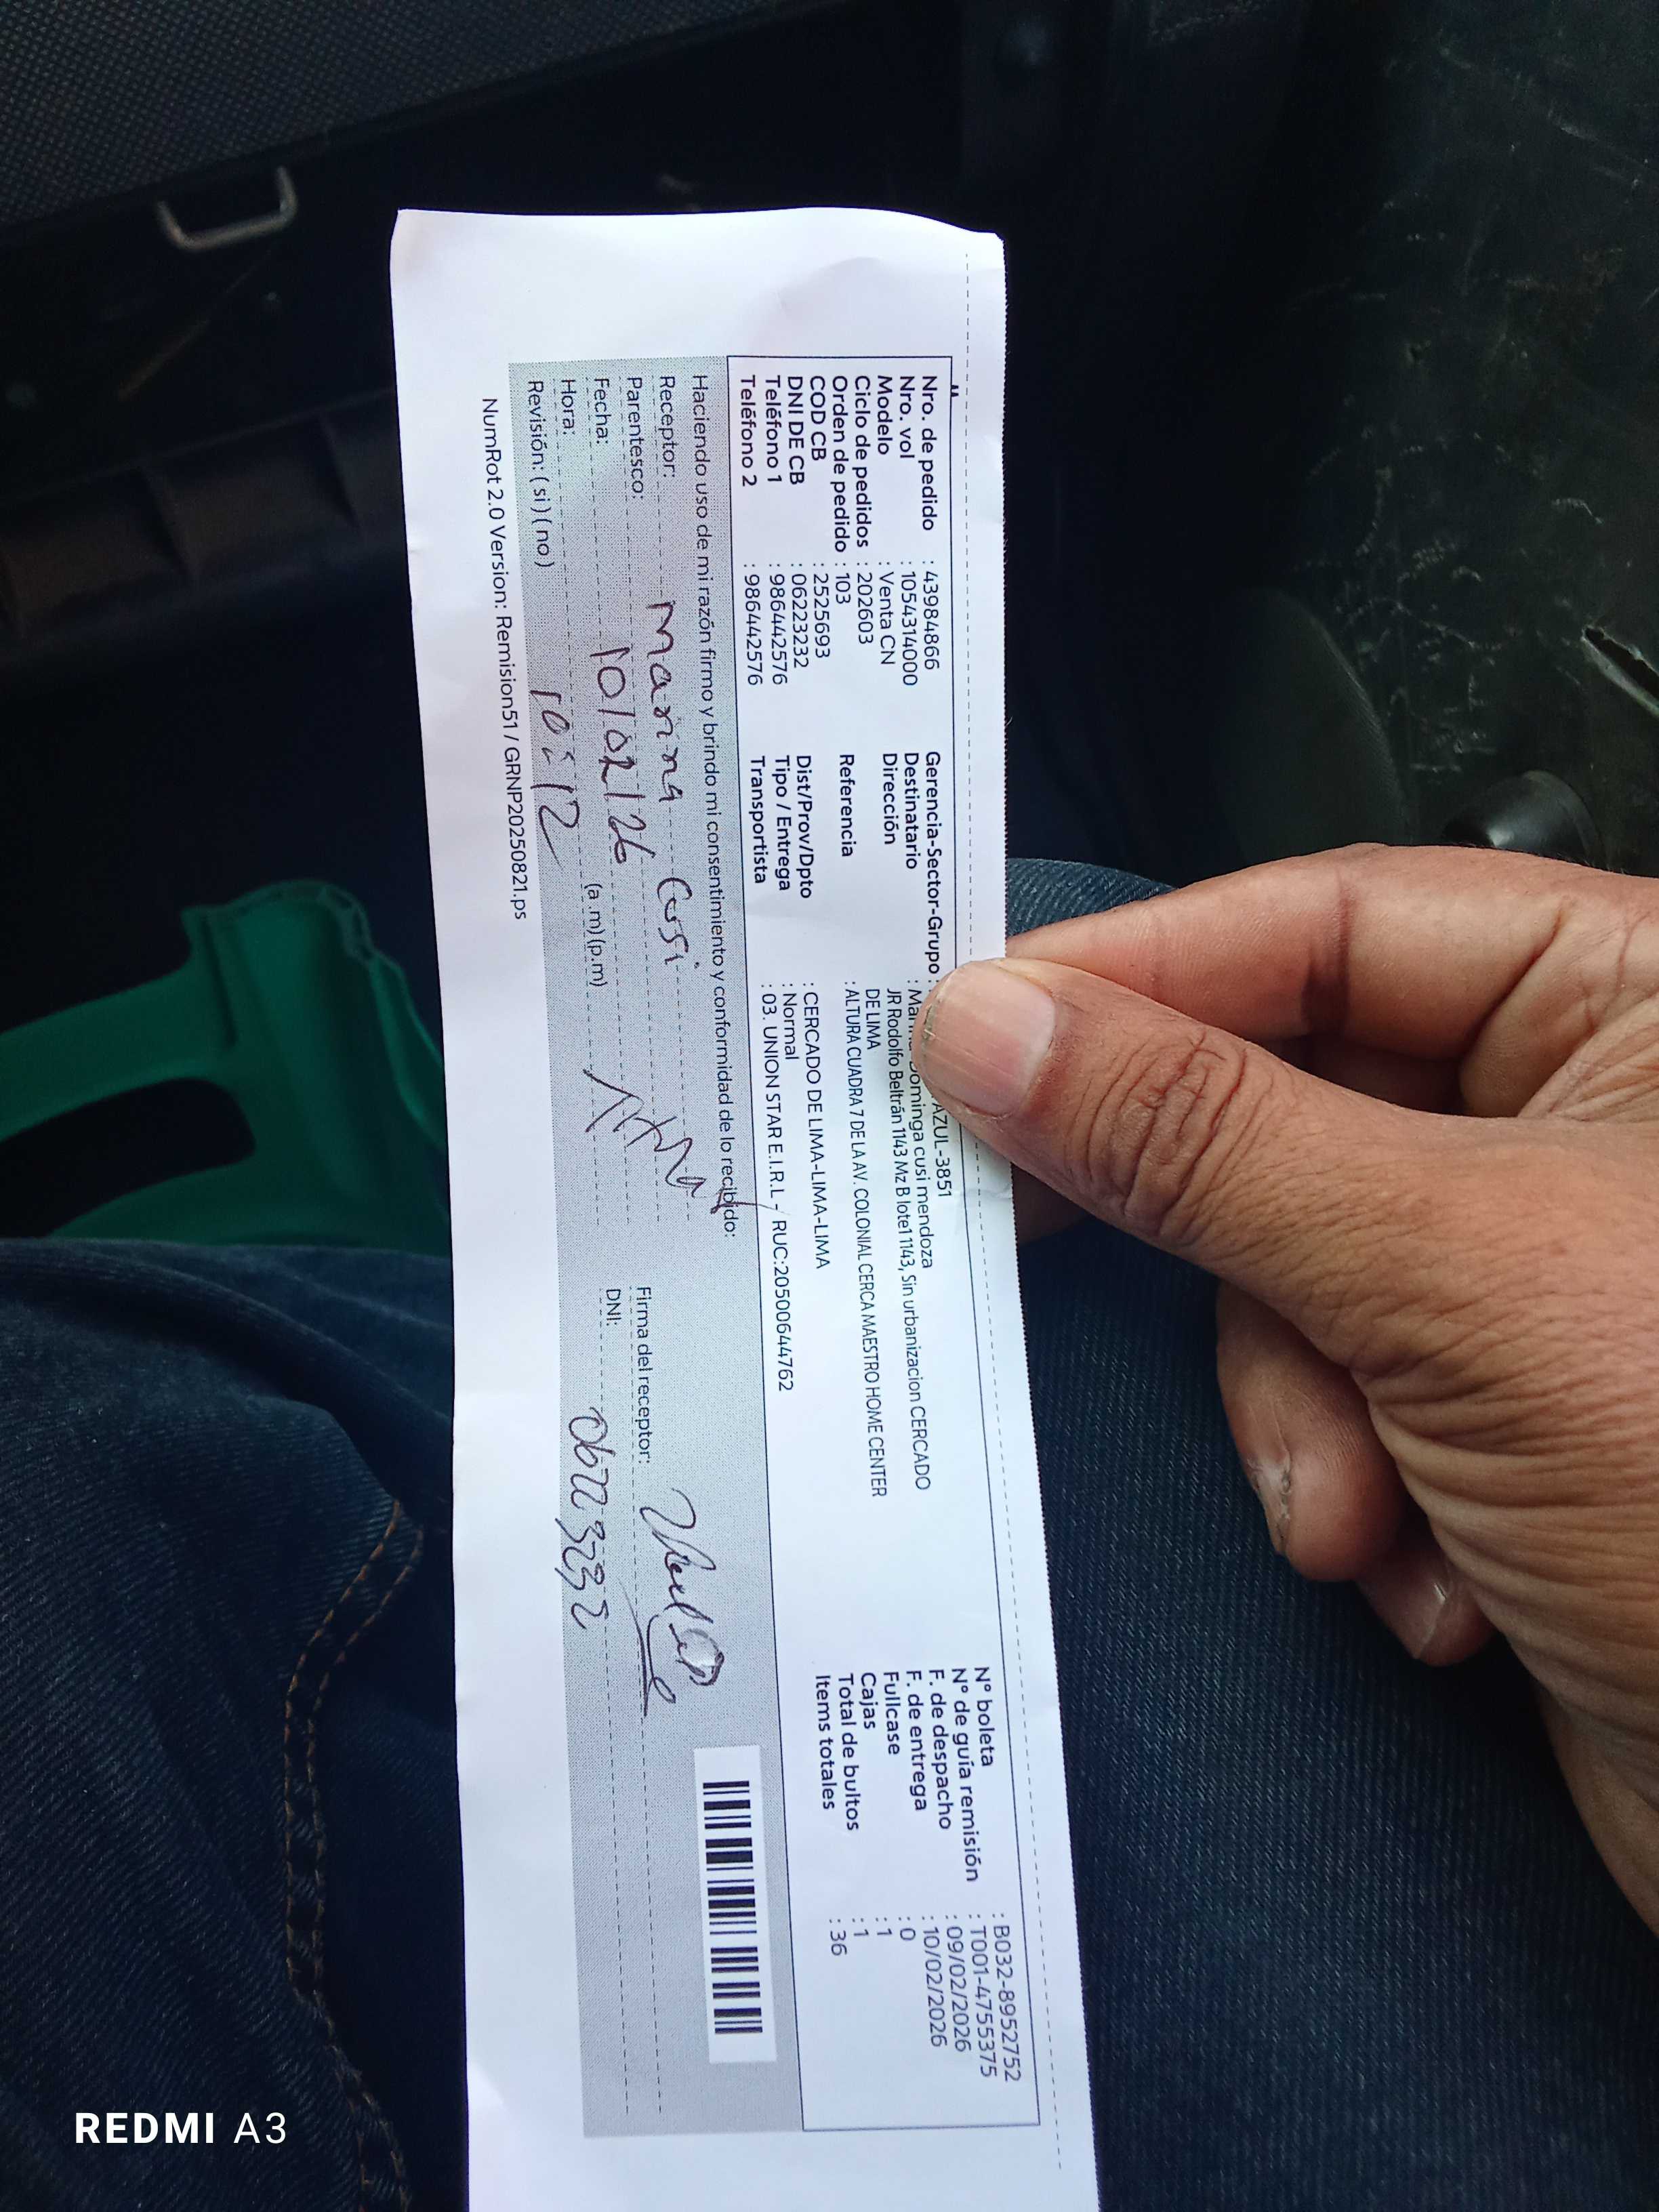 Nro. de pedido : 43984866
Nro. vol : 1054314000
Modelo : Venta CN
Ciclo de pedidos : 202603
Orden de pedido : 103
COD CB : 2525693
DNI DE CB : 06223232
Teléfono 1 : 986442576
Teléfono 2 : 986442576
Gerencia-Sector-Grupo : AZUL-3851
Destinatario : cusi mendoza
Dirección JR Rodolfo Beltrán 1143 Mz B lote1 1143, Sin urbanizacion CERCADO
DE LIMA
Referencia : ALTURA CUADRA 7 DE LA AV. COLONIAL CERCA MAESTRO HOME CENTER
Dist/Prov/Dpto : CERCADO DE LIMA-LIMA-LIMA
Tipo / Entrega : Normal
Transportista : 03. UNION STAR E.I.R.L - RUC:20500644762
N° boleta : B032-8952752
N° de guía remisión : T001-4755375
F. de despacho : 09/02/2026
F. de entrega : 10/02/2026
Fullcase : 0
Cajas : 1
Total de bultos : 1
Items totales : 36
Haciendo uso de mi razón firmo y brindo mi consentimiento y conformidad de lo recibido:
Receptor: Marina Cusi
Parentesco:
Fecha: 10/02/26
Hora: 10:12 (a.m) (p.m)
Revisión: ( si ) ( no )
Firma del receptor:
DNI: 06223232
NumRot 2.0 Version: Remision51 / GRNP20250821.ps
REDMI A3